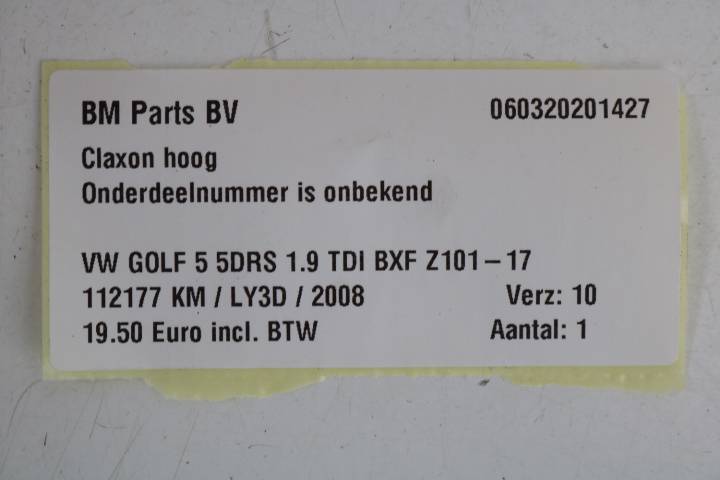 BM Parts BV 060320201427
Claxon hoog
Onderdeelnummer is onbekend
VW GOLF 5 5DRS 1.9 TDI BXF Z101-17
112177 KM / LY3D / 2008 Verz: 10
19.50 Euro incl. BTW Aantal: 1